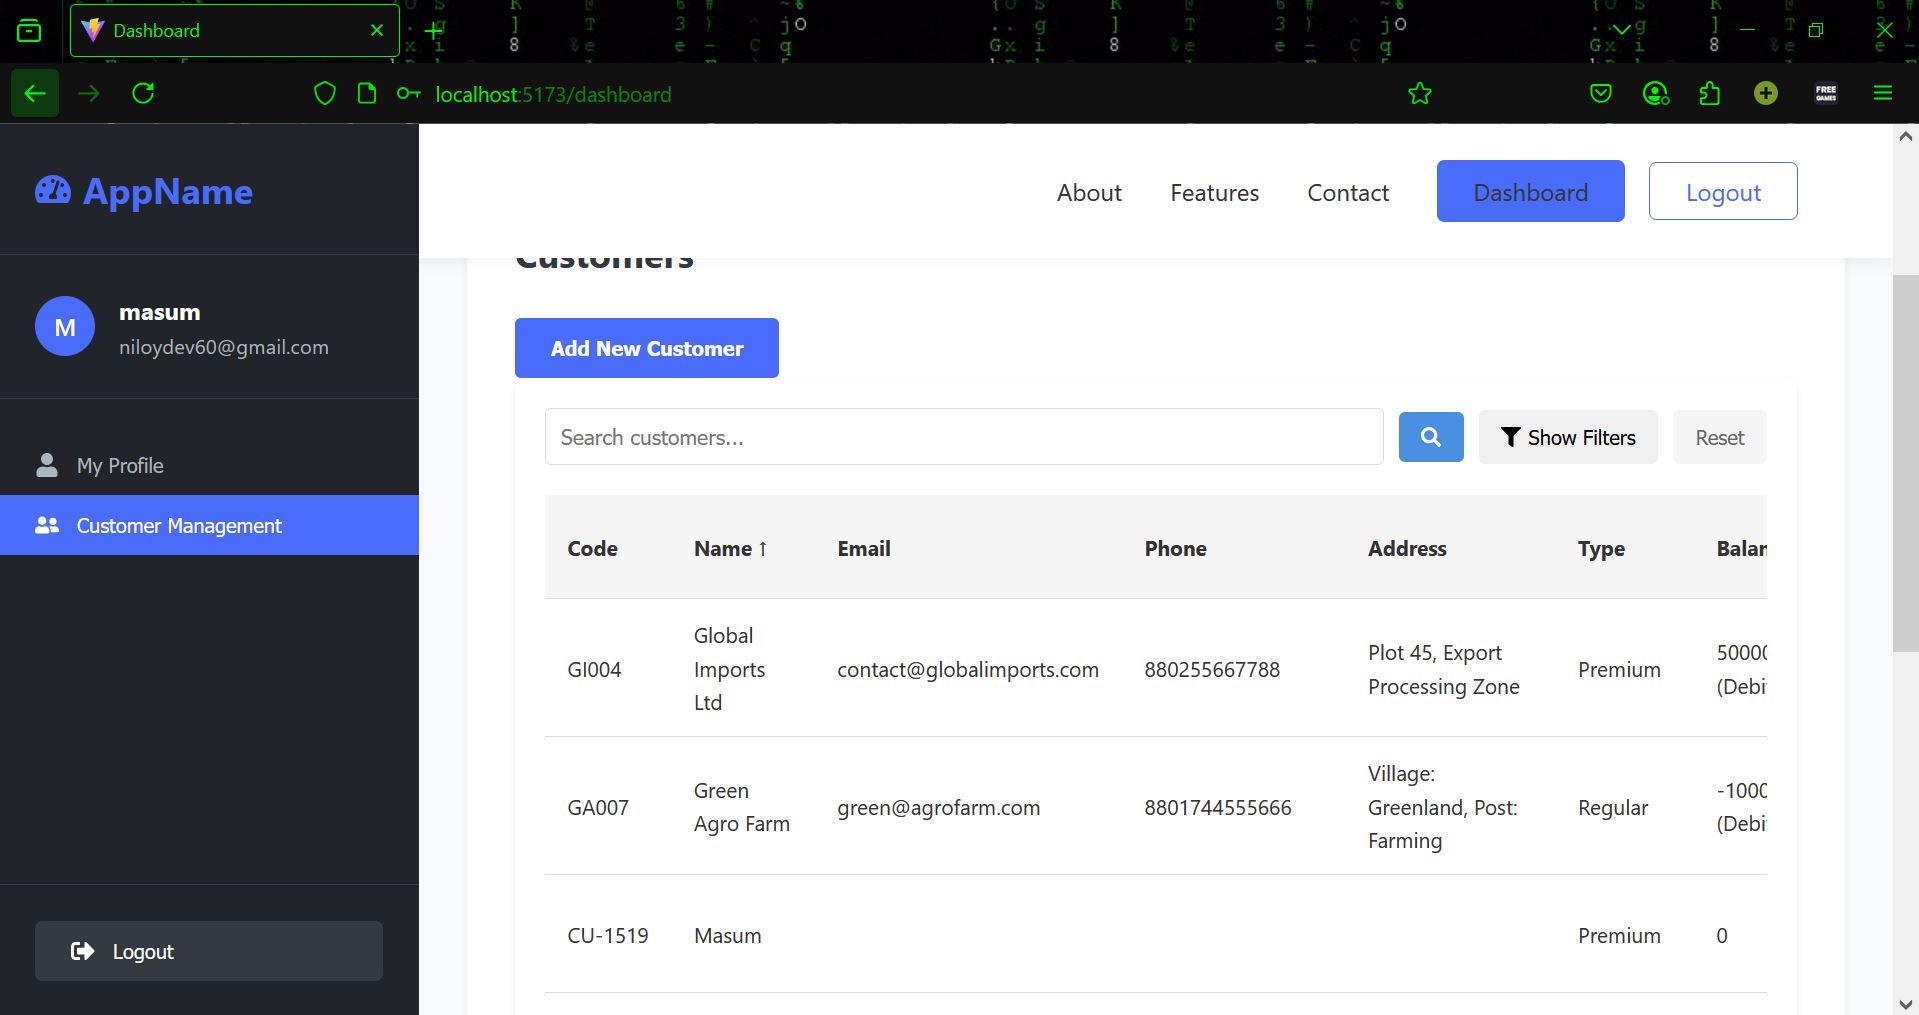 Dashboard
localhost:5173/dashboard
FREE
GAMES
AppName
About Features Contact Dashboard Logout
masum
niloydev60@gmail.com
My Profile
Customer Management
Logout
Customers
Add New Customer
Search customers...
Show Filters
Reset
Code Name ↑ Email Phone Address Type Balan
GI004
Global
Imports
Ltd
contact@globalimports.com
880255667788
Plot 45, Export
Processing Zone
Premium
50000
(Debi
GA007
Green
Agro Farm
green@agrofarm.com
8801744555666
Village:
Greenland, Post:
Farming
Regular
-1000
(Debi
CU-1519 Masum Premium 0